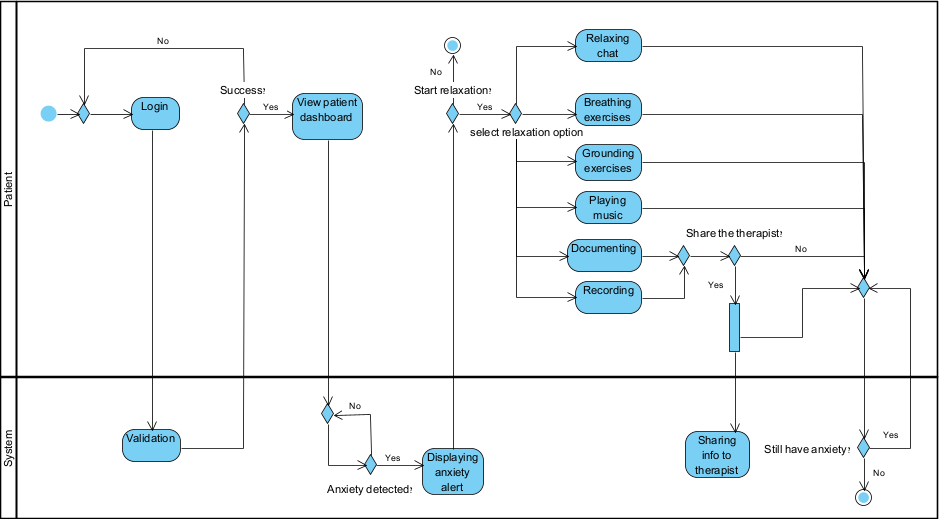 No
Success?
Login
Yes
View patient
dashboard
No
Start relaxation?
Yes
select relaxation option
Relaxing
chat
Breathing
exercises
Grounding
exercises
Playing
music
Documenting
Recording
Share the therapist?
No
Yes
Patient
Validation
No
Yes
Anxiety detected?
Displaying
anxiety
alert
Sharing
info to
therapist
Still have anxiety?
Yes
No
System